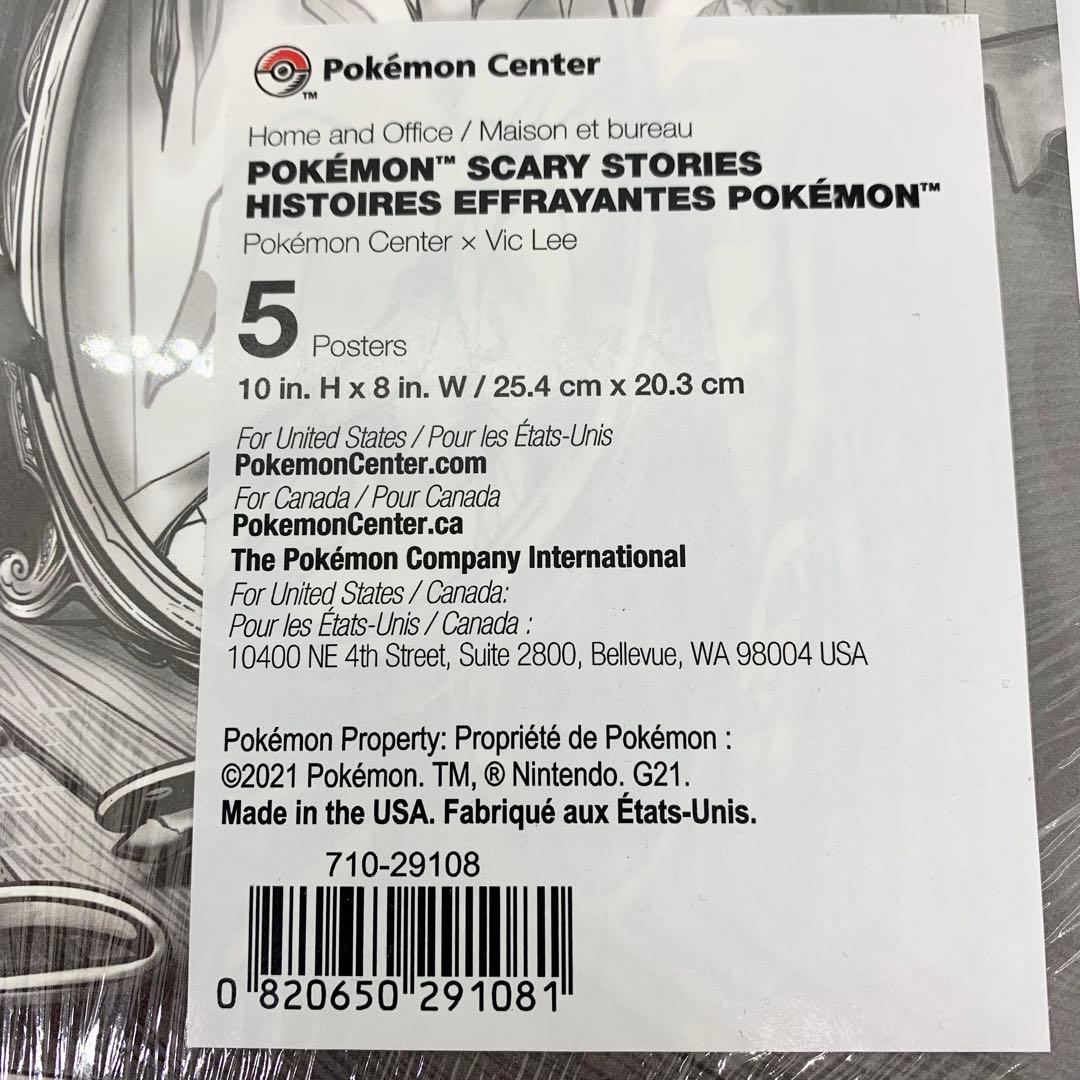 Pokémon Center
TM
Home and Office / Maison et bureau
POKÉMON™ SCARY STORIES
HISTOIRES EFFRAYANTES POKÉMON™
Pokémon Center × Vic Lee
5 Posters
10 in. H x 8 in. W / 25.4 cm x 20.3 cm
For United States / Pour les États-Unis
PokemonCenter.com
For Canada / Pour Canada
PokemonCenter.ca
The Pokémon Company International
For United States / Canada:
Pour les États-Unis / Canada :
10400 NE 4th Street, Suite 2800, Bellevue, WA 98004 USA
Pokémon Property: Propriété de Pokémon :
©2021 Pokémon. TM, ® Nintendo. G21.
Made in the USA. Fabriqué aux États-Unis.
710-29108
0 820650 291081